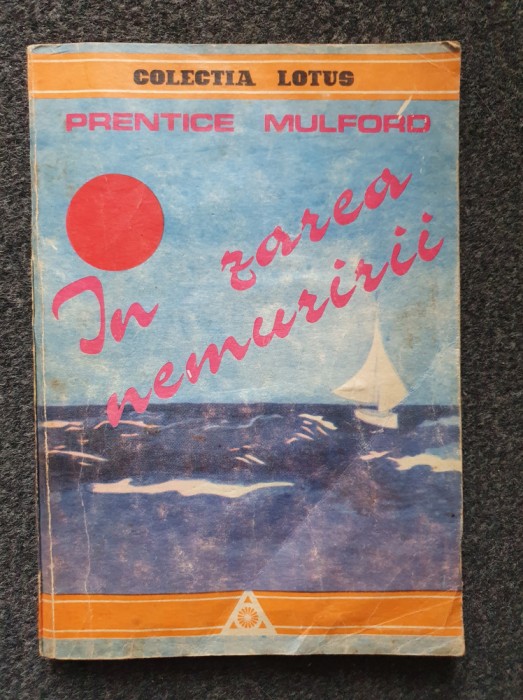 COLECTIA LOTUS
PRENTICE MULFORD
In zarea
nemuririi